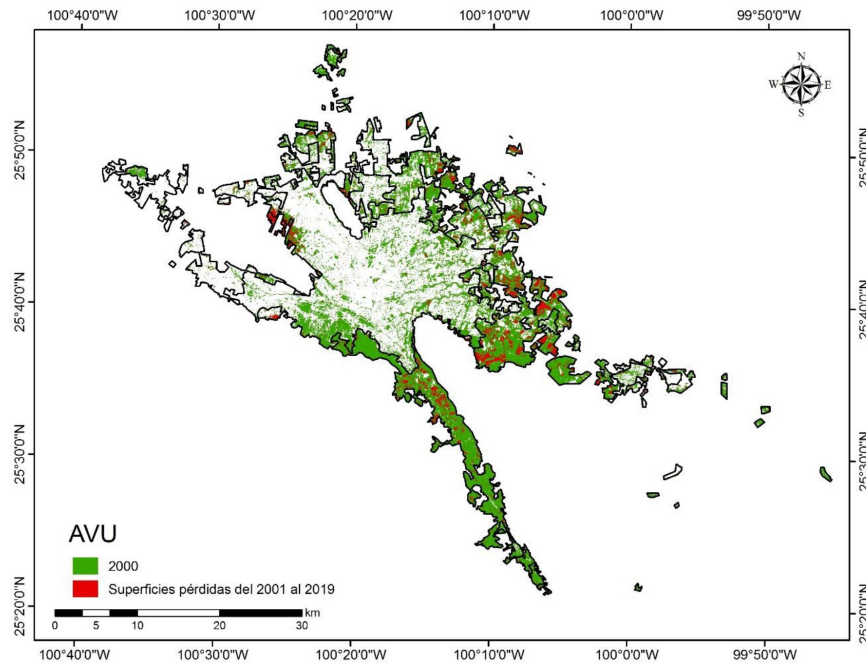 100°40'0"W 100°30'0"W 100°20'0"W 100°10'0"W 100°0'0"W 99°50'0"W
N
W E
S
25°50'0"N 25°50'0"N
25°40'0"N 25°40'0"N
25°30'0"N 25°30'0"N
AVU
2000
Superficies pérdidas del 2001 al 2019
km
0 5 10 20 30
25°20'0"N 25°20'0"N
100°40'0"W 100°30'0"W 100°20'0"W 100°10'0"W 100°0'0"W 99°50'0"W